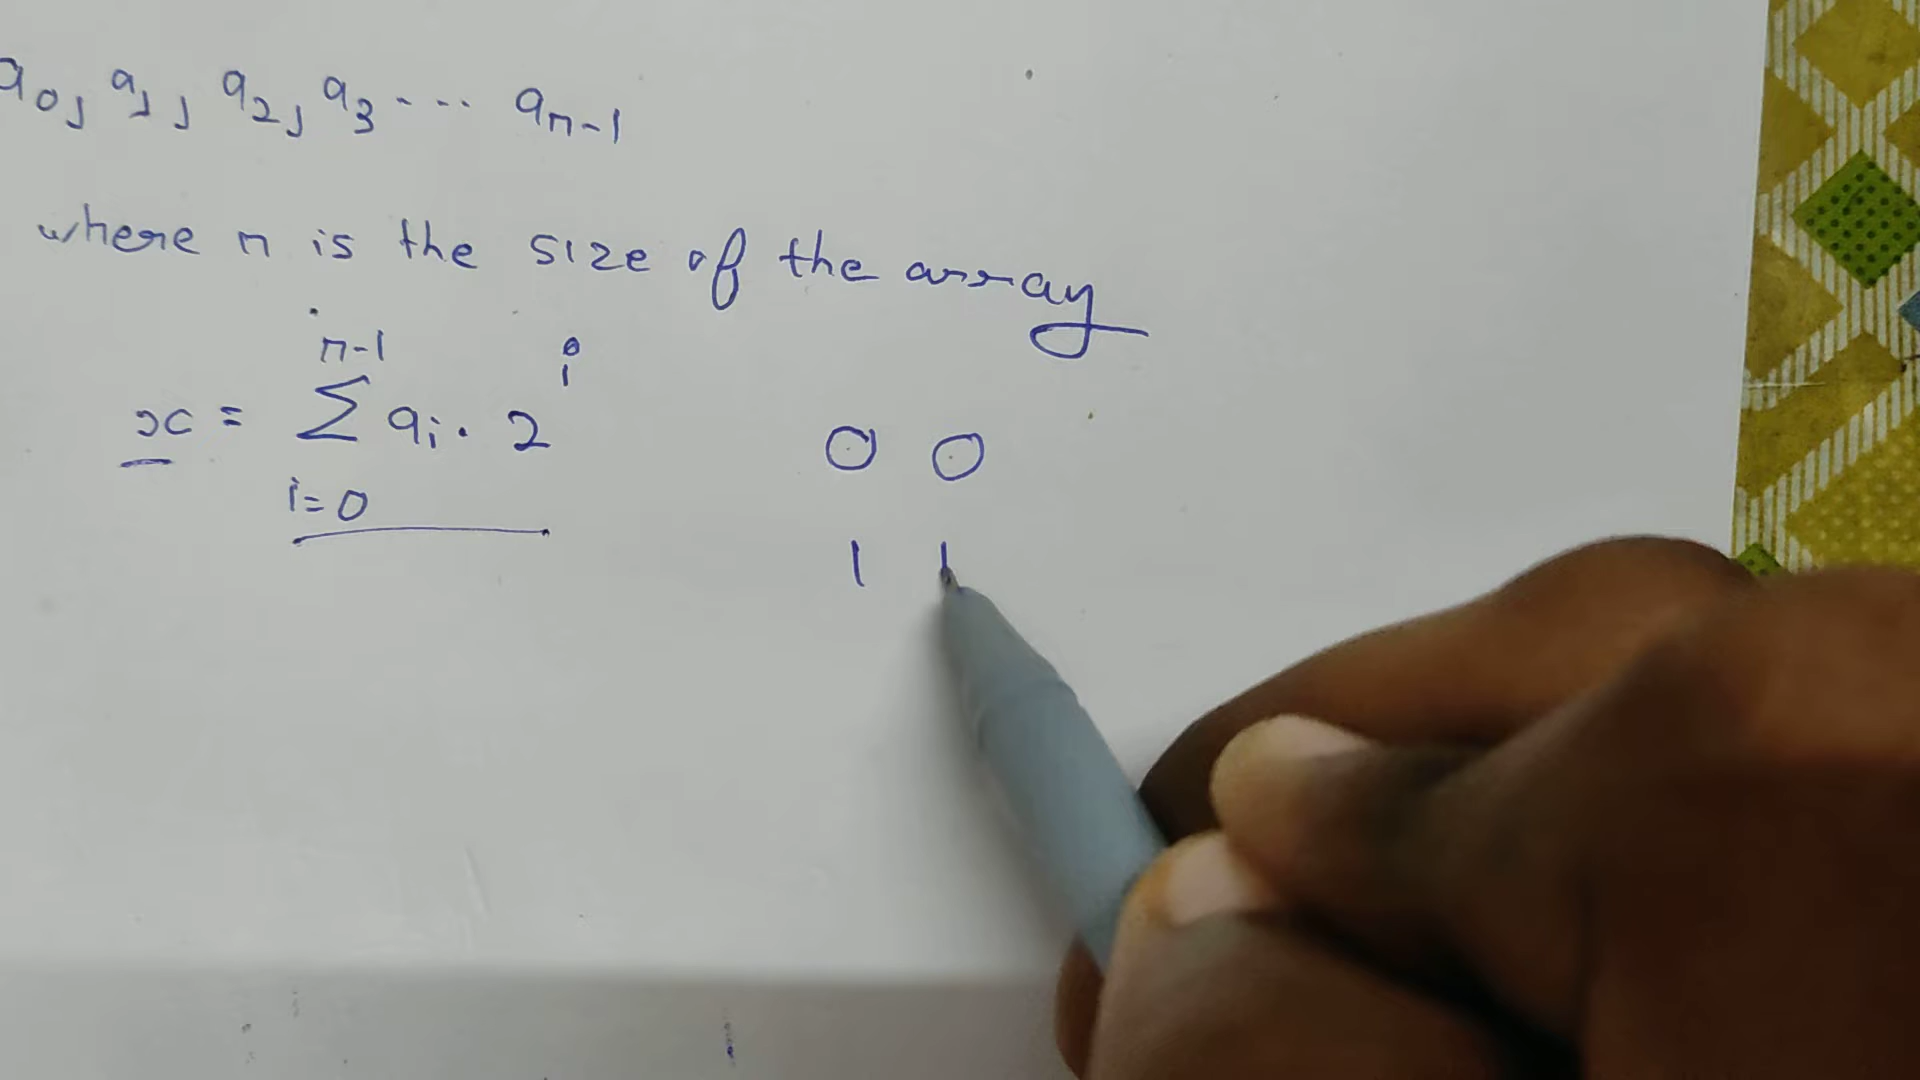 a0, a1, a2, a3 ---- an-1
where n is the size of the array
n-1
x = Σ ai . 2^i
i=0
0 0
1 1